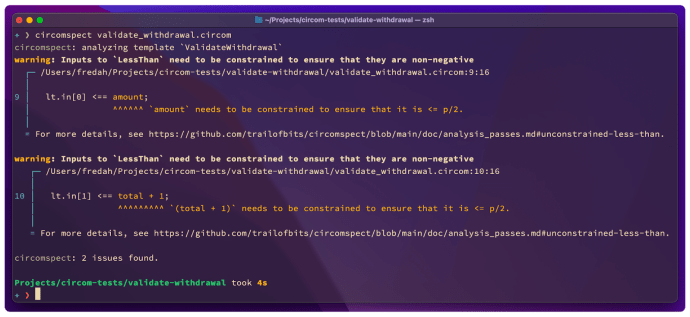 ~/Projects/circom-tests/validate-withdrawal — zsh
+ ❯ circomspect validate_withdrawal.circom
circomspect: analyzing template `ValidateWithdrawal`
warning: Inputs to `LessThan` need to be constrained to ensure that they are non-negative
/Users/fredah/Projects/circom-tests/validate-withdrawal/validate_withdrawal.circom:9:16
9 lt.in[0] <== amount;
^^^^^^ `amount` needs to be constrained to ensure that it is <= p/2.
= For more details, see https://github.com/trailofbits/circomspect/blob/main/doc/analysis_passes.md#unconstrained-less-than.
warning: Inputs to `LessThan` need to be constrained to ensure that they are non-negative
/Users/fredah/Projects/circom-tests/validate-withdrawal/validate_withdrawal.circom:10:16
10 lt.in[1] <== total + 1;
^^^^^^^^^ `(total + 1)` needs to be constrained to ensure that it is <= p/2.
= For more details, see https://github.com/trailofbits/circomspect/blob/main/doc/analysis_passes.md#unconstrained-less-than.
circomspect: 2 issues found.
Projects/circom-tests/validate-withdrawal took 4s
+ ❯